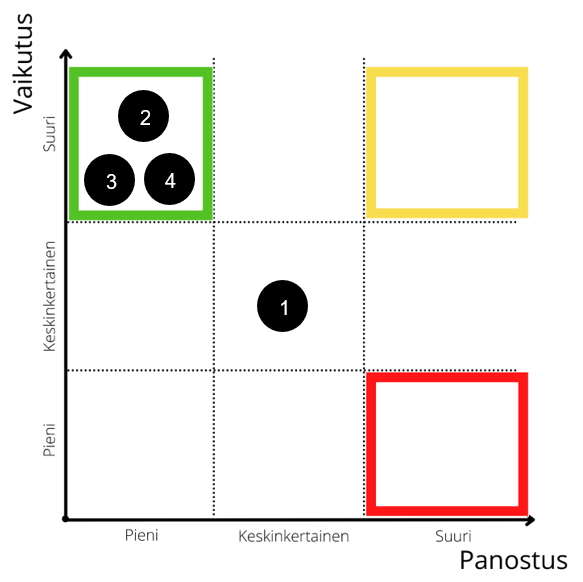 Vaikutus
Suuri
Keskinkertainen
Pieni
2
3
4
1
Pieni
Keskinkertainen
Suuri
Panostus